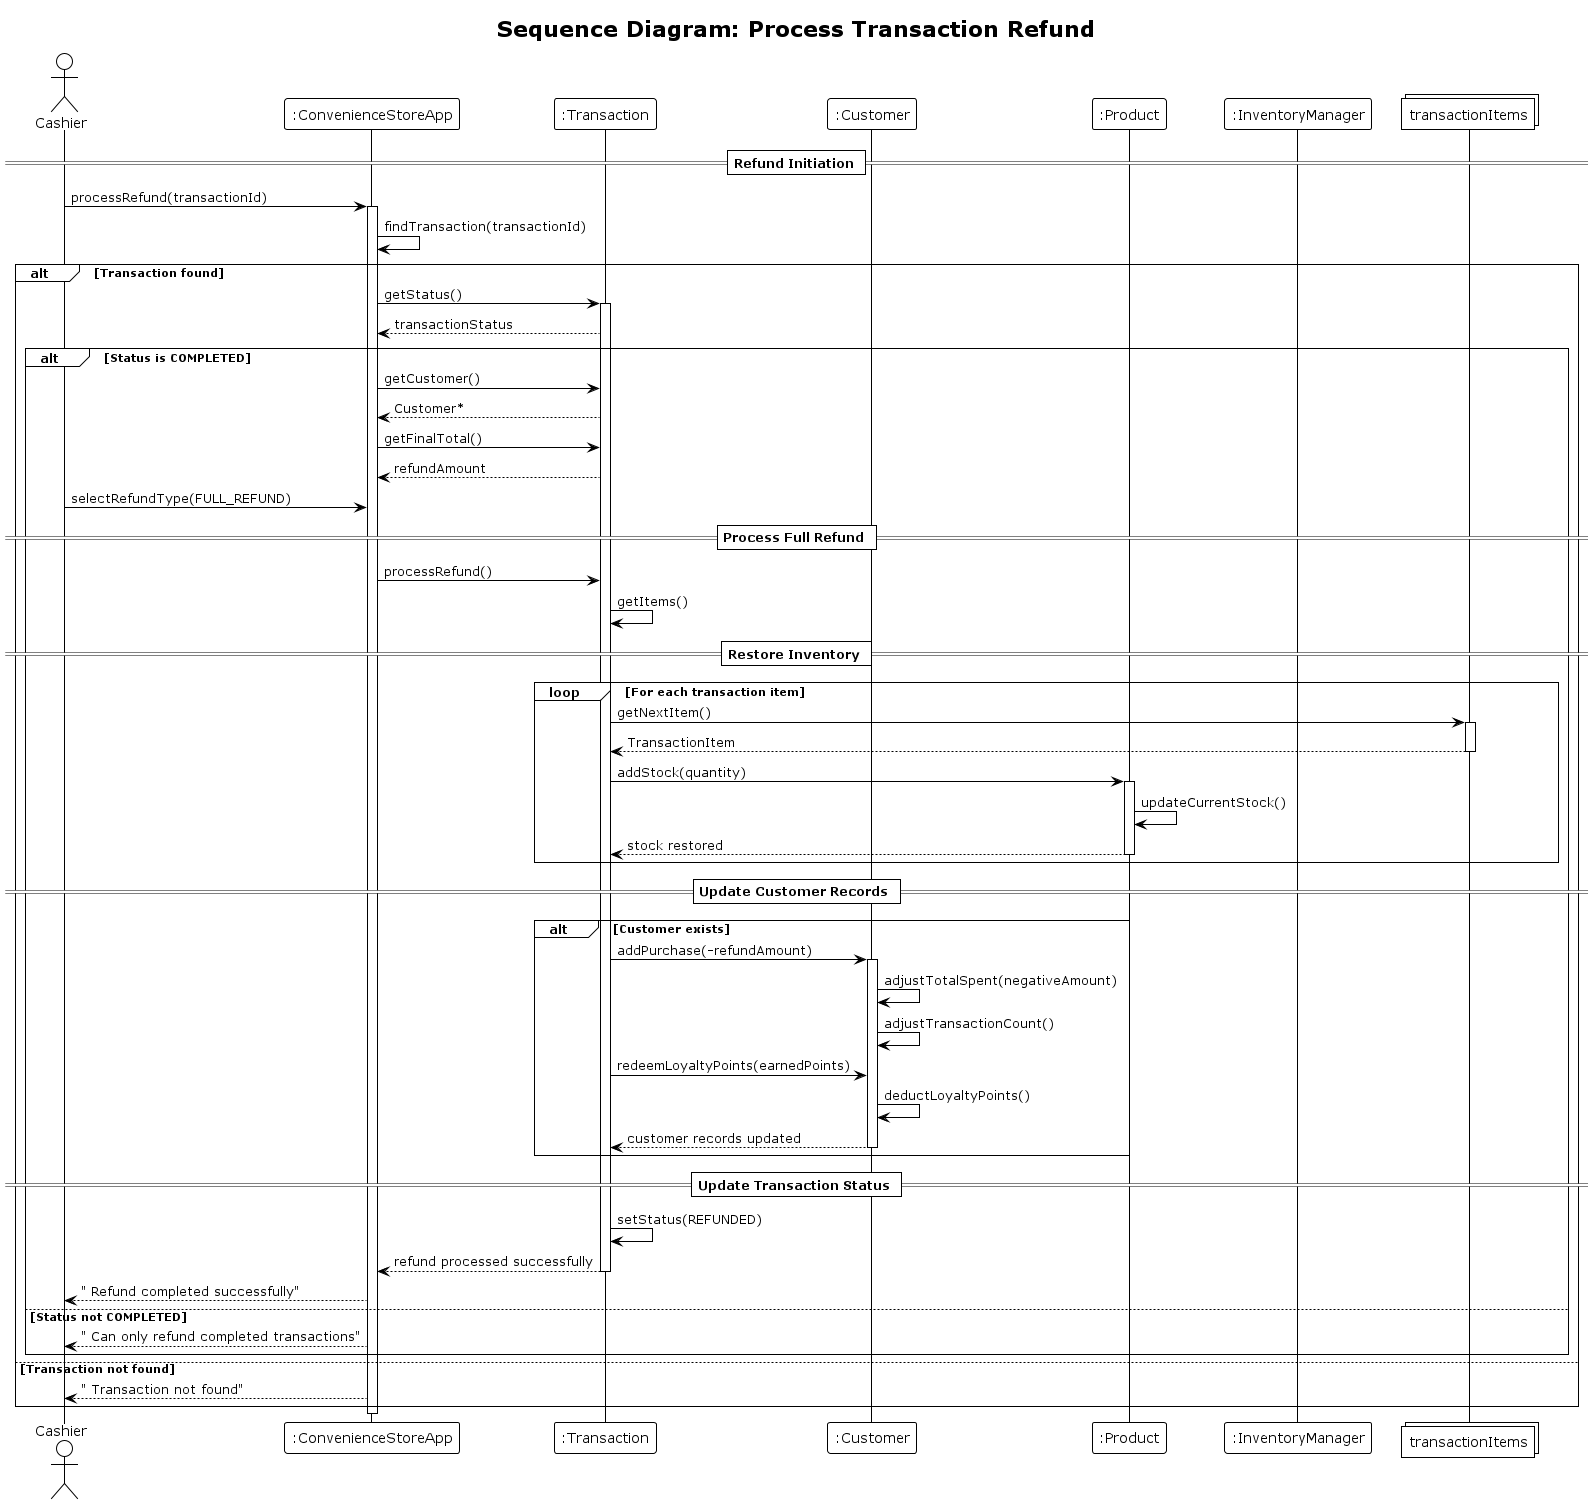 Sequence Diagram: Process Transaction Refund
Cashier
:ConvenienceStoreApp
:Transaction
:Customer
:Product
:InventoryManager
transactionItems
Refund Initiation
processRefund(transactionId)
findTransaction(transactionId)
alt
[Transaction found]
getStatus()
transactionStatus
alt
[Status is COMPLETED]
getCustomer()
Customer*
getFinalTotal()
refundAmount
selectRefundType(FULL_REFUND)
Process Full Refund
processRefund()
getItems()
Restore Inventory
loop
[For each transaction item]
getNextItem()
TransactionItem
addStock(quantity)
updateCurrentStock()
stock restored
Update Customer Records
alt
[Customer exists]
addPurchase(-refundAmount)
adjustTotalSpent(negativeAmount)
adjustTransactionCount()
redeemLoyaltyPoints(earnedPoints)
deductLoyaltyPoints()
customer records updated
Update Transaction Status
setStatus(REFUNDED)
refund processed successfully
" Refund completed successfully"
[Status not COMPLETED]
" Can only refund completed transactions"
[Transaction not found]
" Transaction not found"
Cashier
:ConvenienceStoreApp
:Transaction
:Customer
:Product
:InventoryManager
transactionItems